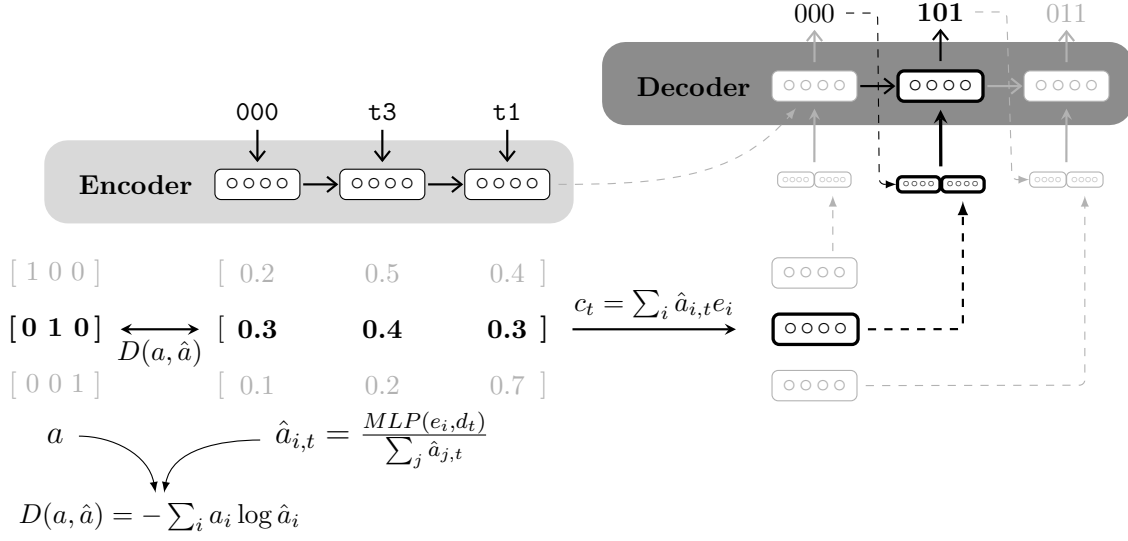 000 101 011
Decoder
000 t3 t1
Encoder
[ 1 0 0 ] [ 0.2 0.5 0.4 ]
[0 1 0] [ 0.3 0.4 0.3 ] c_t = ∑_i â_{i,t} e_i
D(a, â)
[ 0 0 1 ] [ 0.1 0.2 0.7 ]
a â_{i,t} = MLP(e_i,d_t) / ∑_j â_{j,t}
D(a, â) = − ∑_i a_i log â_i